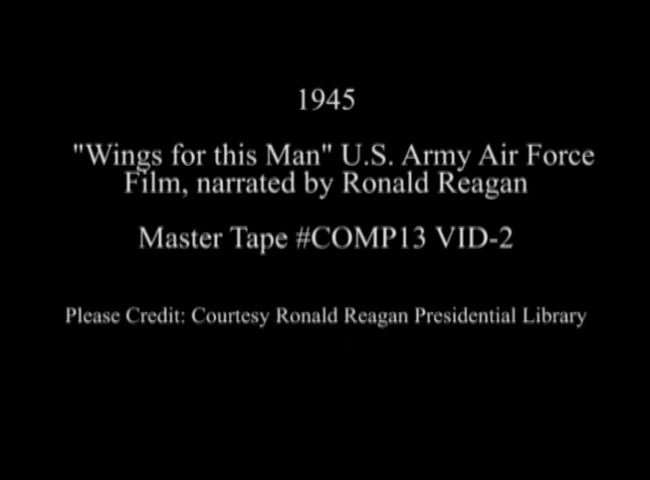 1945
"Wings for this Man" U.S. Army Air Force
Film, narrated by Ronald Reagan
Master Tape #COMP13 VID-2
Please Credit: Courtesy Ronald Reagan Presidential Library